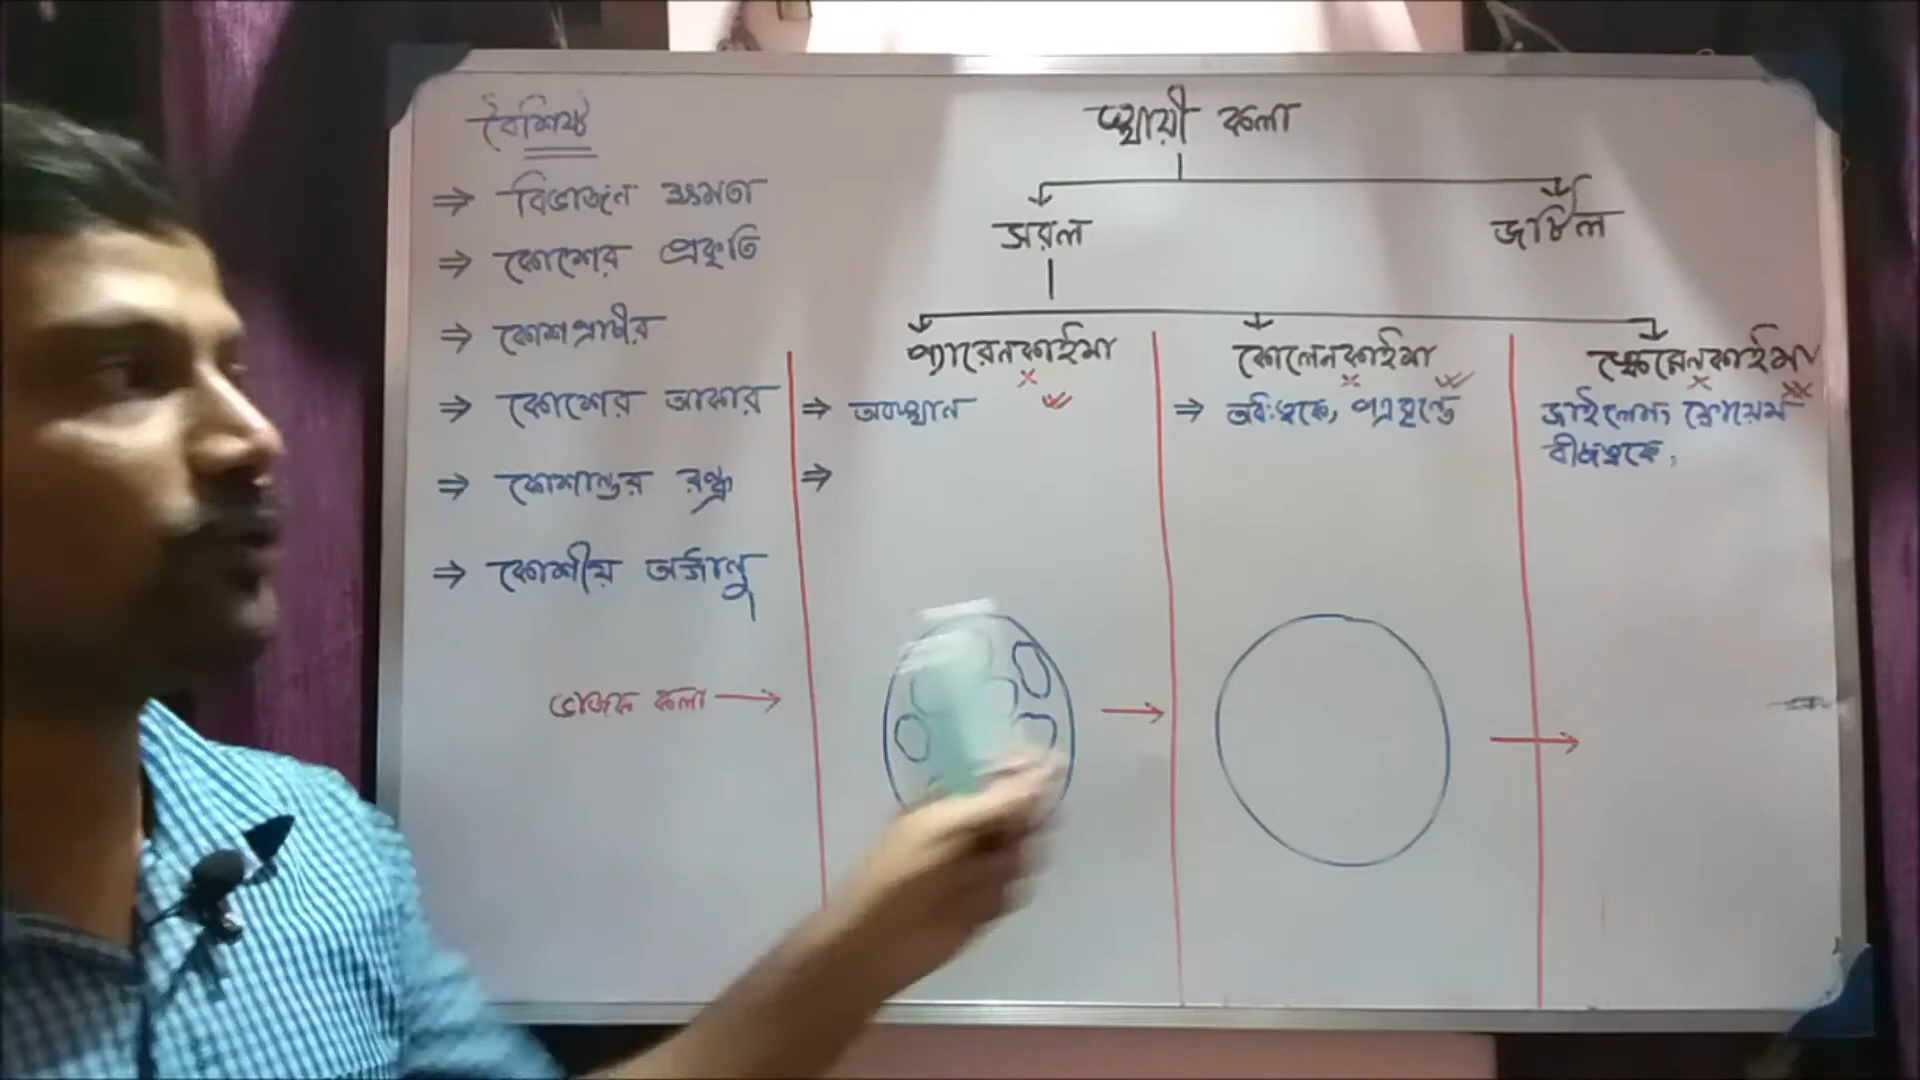 বৈশিষ্ট
⇒ বিভাজন ক্ষমতা
⇒ কোশের প্রকৃতি
⇒ কোশপ্রাচীর
⇒ কোশের আকার
⇒ কোশান্তর রন্ধ্র
⇒ কোশীয় অঙ্গানু
ভাজক কলা →
স্থায়ী কলা
সরল
জটিল
প্যারেনকাইমা
কোলেনকাইমা
স্ক্লেরেনকাইমা
⇒ অবস্থান
⇒
⇒ অধঃত্বকে, পত্রবৃন্তে
জাইলেম, ফ্লোয়েম
বীজত্বকে,